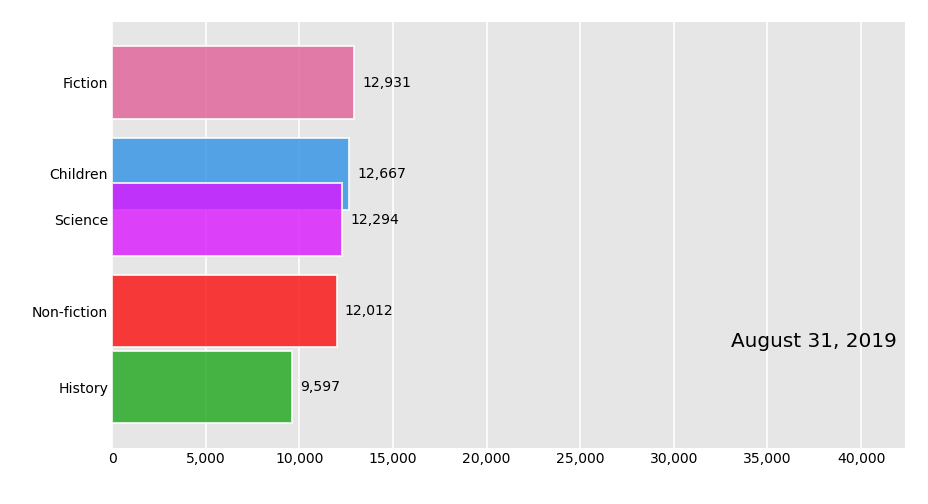 Fiction 12,931
Children 12,667
Science 12,294
Non-fiction 12,012
August 31, 2019
History 9,597
0 5,000 10,000 15,000 20,000 25,000 30,000 35,000 40,000